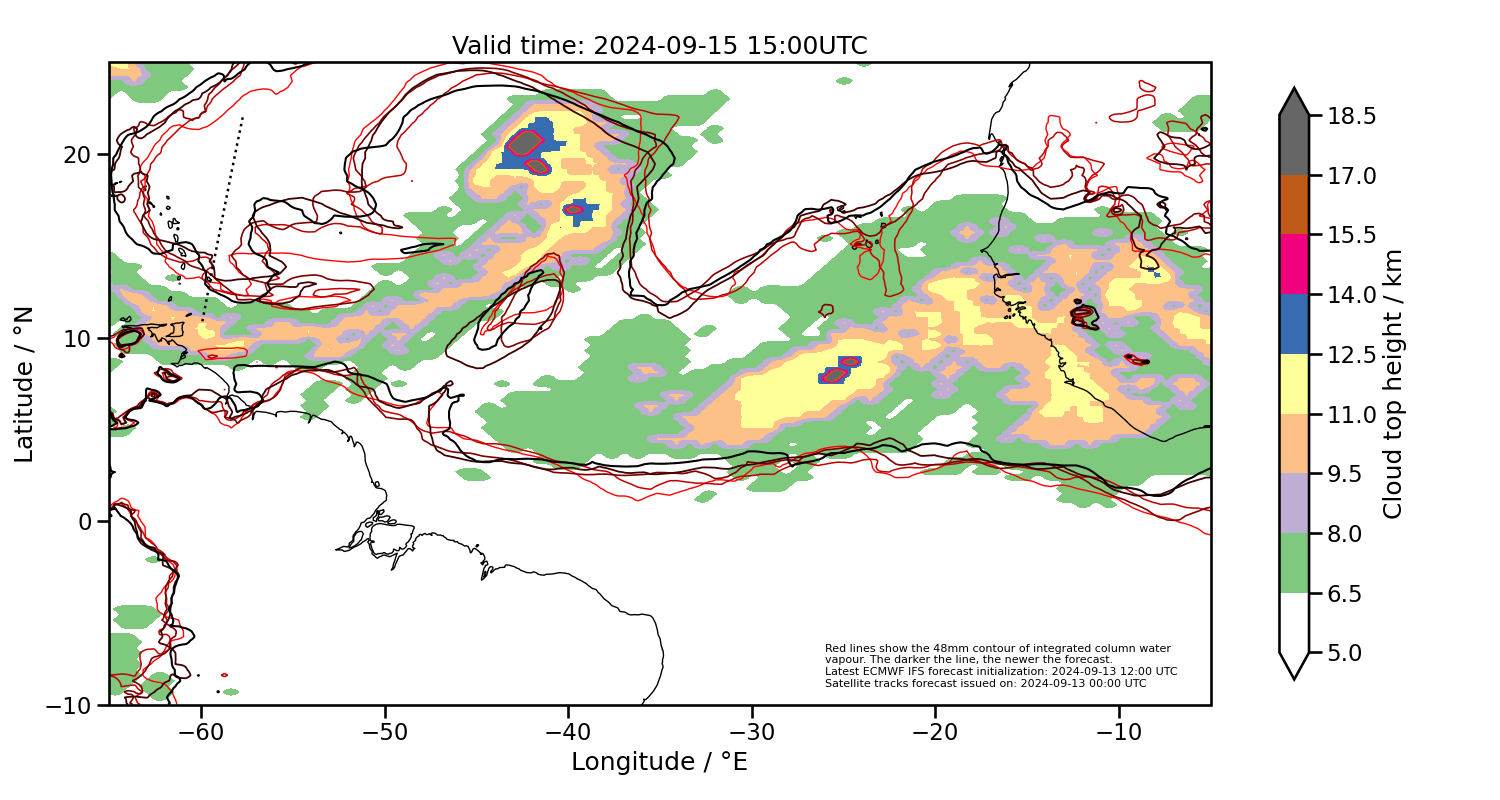 Valid time: 2024-09-15 15:00UTC
18.5
17.0
15.5
14.0
12.5
11.0
9.5
8.0
6.5
5.0
Cloud top height / km
20
10
0
−10
Latitude / °N
Red lines show the 48mm contour of integrated column water
vapour. The darker the line, the newer the forecast.
Latest ECMWF IFS forecast initialization: 2024-09-13 12:00 UTC
Satellite tracks forecast issued on: 2024-09-13 00:00 UTC
−60
−50
−40
−30
−20
−10
Longitude / °E